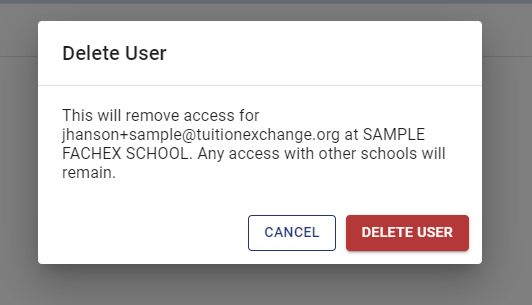 Delete User
This will remove access for
jhanson+sample@tuitionexchange.org at SAMPLE
FACHEX SCHOOL. Any access with other schools will
remain.
CANCEL
DELETE USER